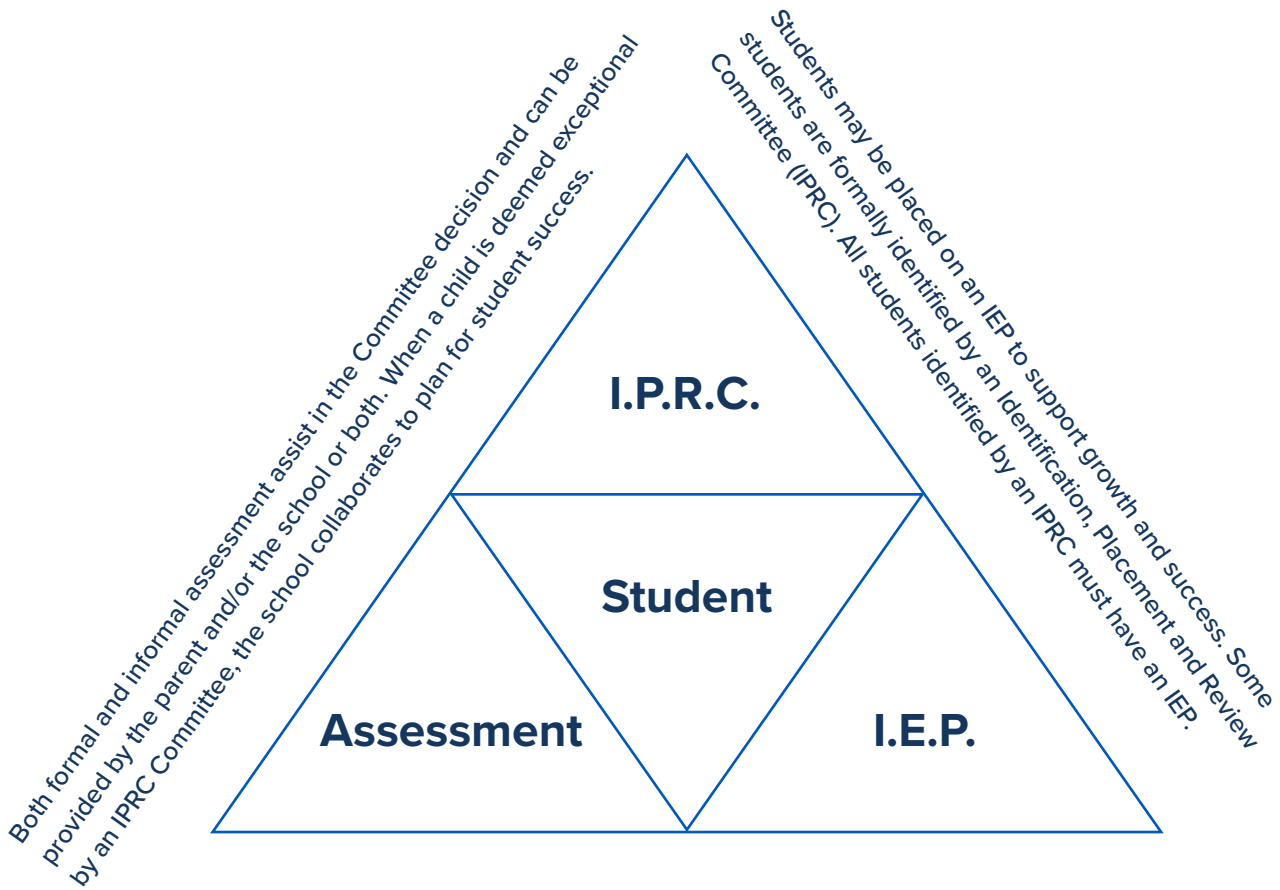 Both formal and informal assessment assist in the Committee decision and can be
provided by the parent and/or the school or both. When a child is deemed exceptional
by an IPRC Committee, the school collaborates to plan for student success.
Students may be placed on an IEP to support growth and success. Some
students are formally identified by an Identification, Placement and Review
Committee (IPRC). All students identified by an IPRC must have an IEP.
I.P.R.C.
Student
Assessment
I.E.P.